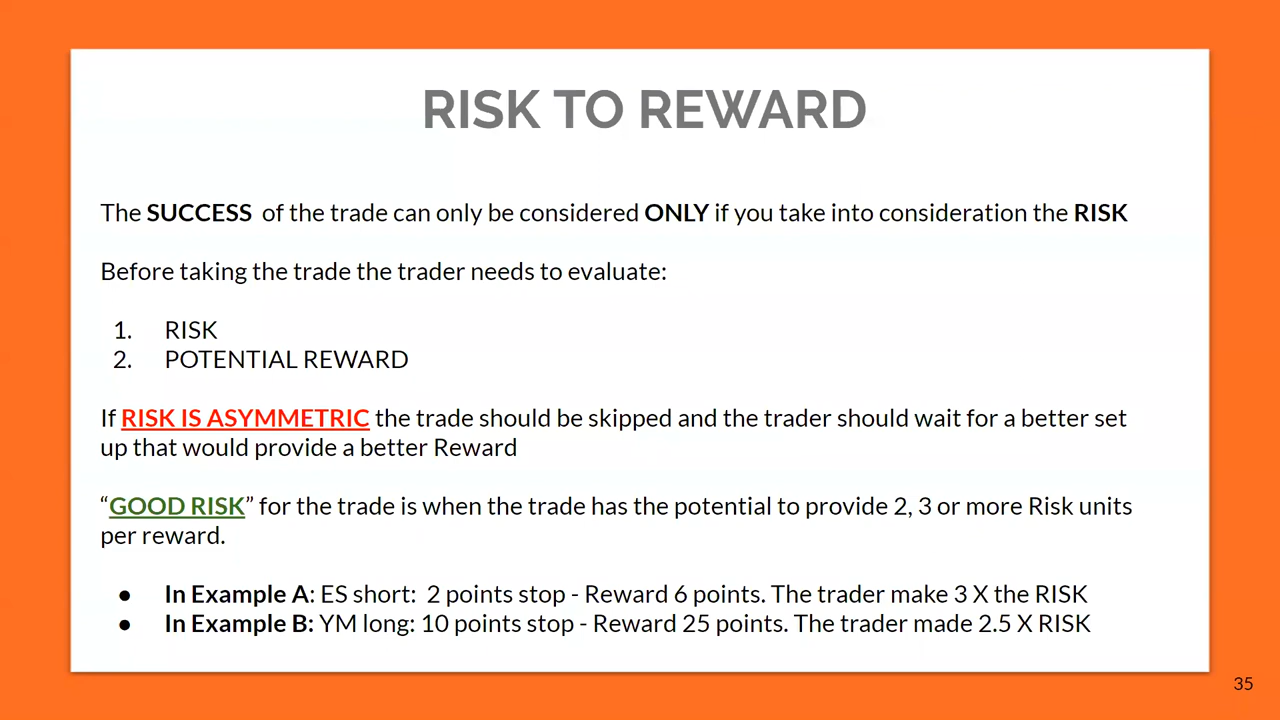 RISK TO REWARD
The SUCCESS of the trade can only be considered ONLY if you take into consideration the RISK
Before taking the trade the trader needs to evaluate:
1. RISK
2. POTENTIAL REWARD
If RISK IS ASYMMETRIC the trade should be skipped and the trader should wait for a better set
up that would provide a better Reward
“GOOD RISK” for the trade is when the trade has the potential to provide 2, 3 or more Risk units
per reward.
● In Example A: ES short: 2 points stop - Reward 6 points. The trader make 3 X the RISK
● In Example B: YM long: 10 points stop - Reward 25 points. The trader made 2.5 X RISK
35